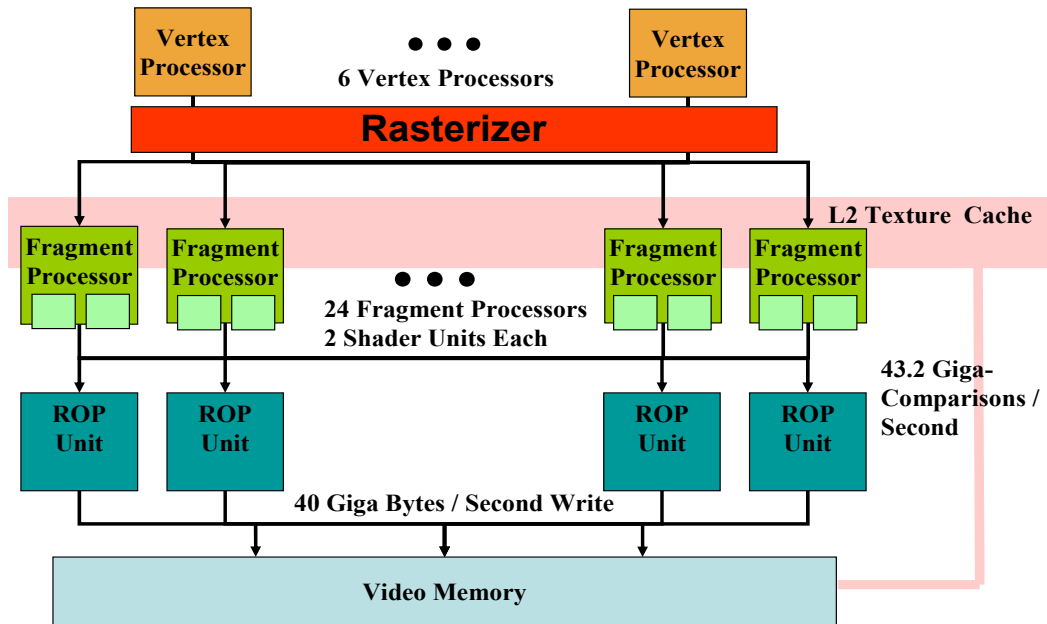 Vertex
Processor
Vertex
Processor
6 Vertex Processors
Rasterizer
L2 Texture Cache
Fragment
Processor
Fragment
Processor
Fragment
Processor
Fragment
Processor
24 Fragment Processors
2 Shader Units Each
43.2 Giga-
Comparisons /
Second
ROP
Unit
ROP
Unit
ROP
Unit
ROP
Unit
40 Giga Bytes / Second Write
Video Memory